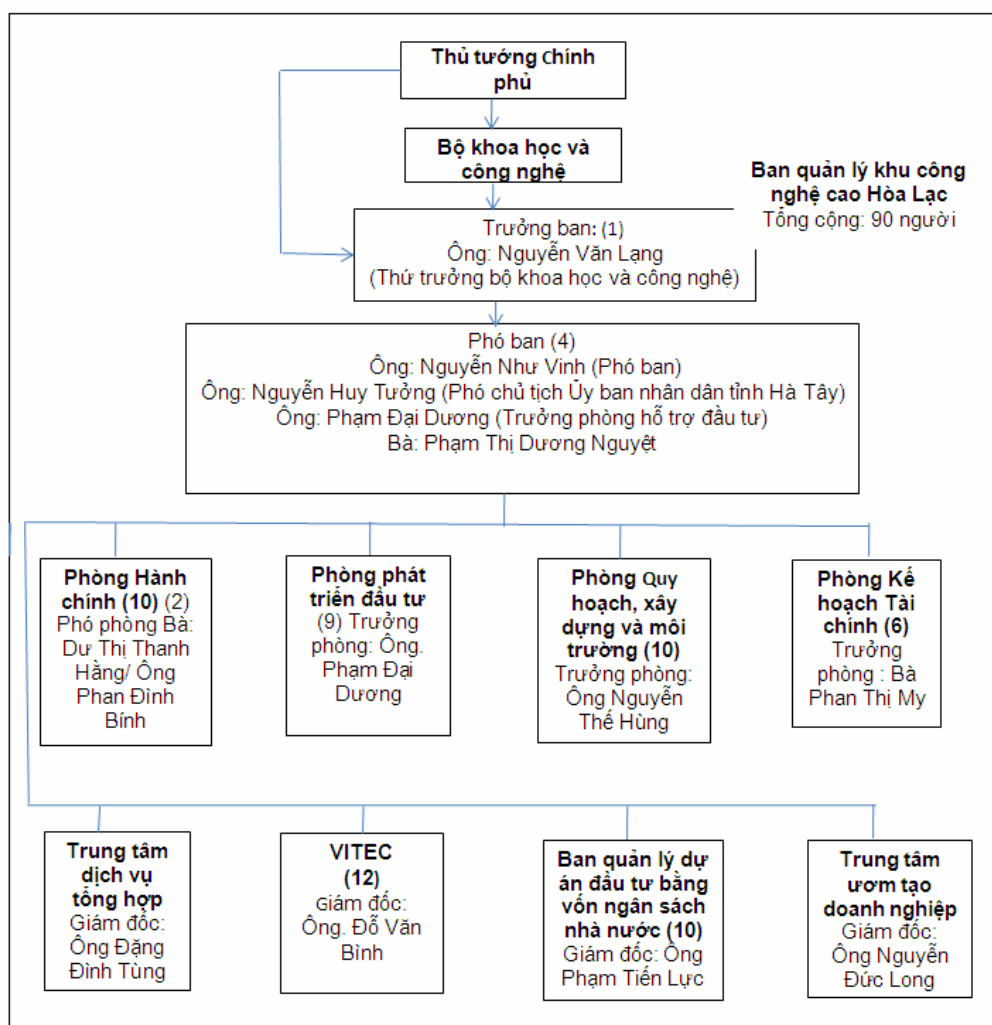 Thủ tướng Chính
phủ
Bộ khoa học và
công nghệ
Ban quản lý khu công
nghệ cao Hòa Lạc
Tổng cộng: 90 người
Trưởng ban: (1)
Ông: Nguyễn Văn Lạng
(Thứ trưởng bộ khoa học và công nghệ)
Phó ban (4)
Ông: Nguyễn Như Vinh (Phó ban)
Ông: Nguyễn Huy Tưởng (Phó chủ tịch Ủy ban nhân dân tỉnh Hà Tây)
Ông: Phạm Đại Dương (Trưởng phòng hỗ trợ đầu tư)
Bà: Phạm Thị Dương Nguyệt
Phòng Hành
chính (10) (2)
Phó phòng Bà:
Dư Thị Thanh
Hằng/ Ông
Phan Đình
Bính
Phòng phát
triển đầu tư
(9) Trưởng
phòng: Ông.
Phạm Đại
Dương
Phòng Quy
hoạch, xây
dựng và môi
trường (10)
Trưởng phòng:
Ông Nguyễn
Thế Hùng
Phòng Kế
hoạch Tài
chính (6)
Trưởng
phòng : Bà
Phan Thị My
Trung tâm
dịch vụ
tổng hợp
Giám đốc:
Ông Đặng
Đình Tùng
VITEC
(12)
Giám đốc:
Ông. Đỗ Văn
Bình
Ban quản lý dự
án đầu tư bằng
vốn ngân sách
nhà nước (10)
Giám đốc: Ông
Phạm Tiến Lực
Trung tâm
ươm tạo
doanh nghiệp
Giám đốc:
Ông Nguyễn
Đức Long